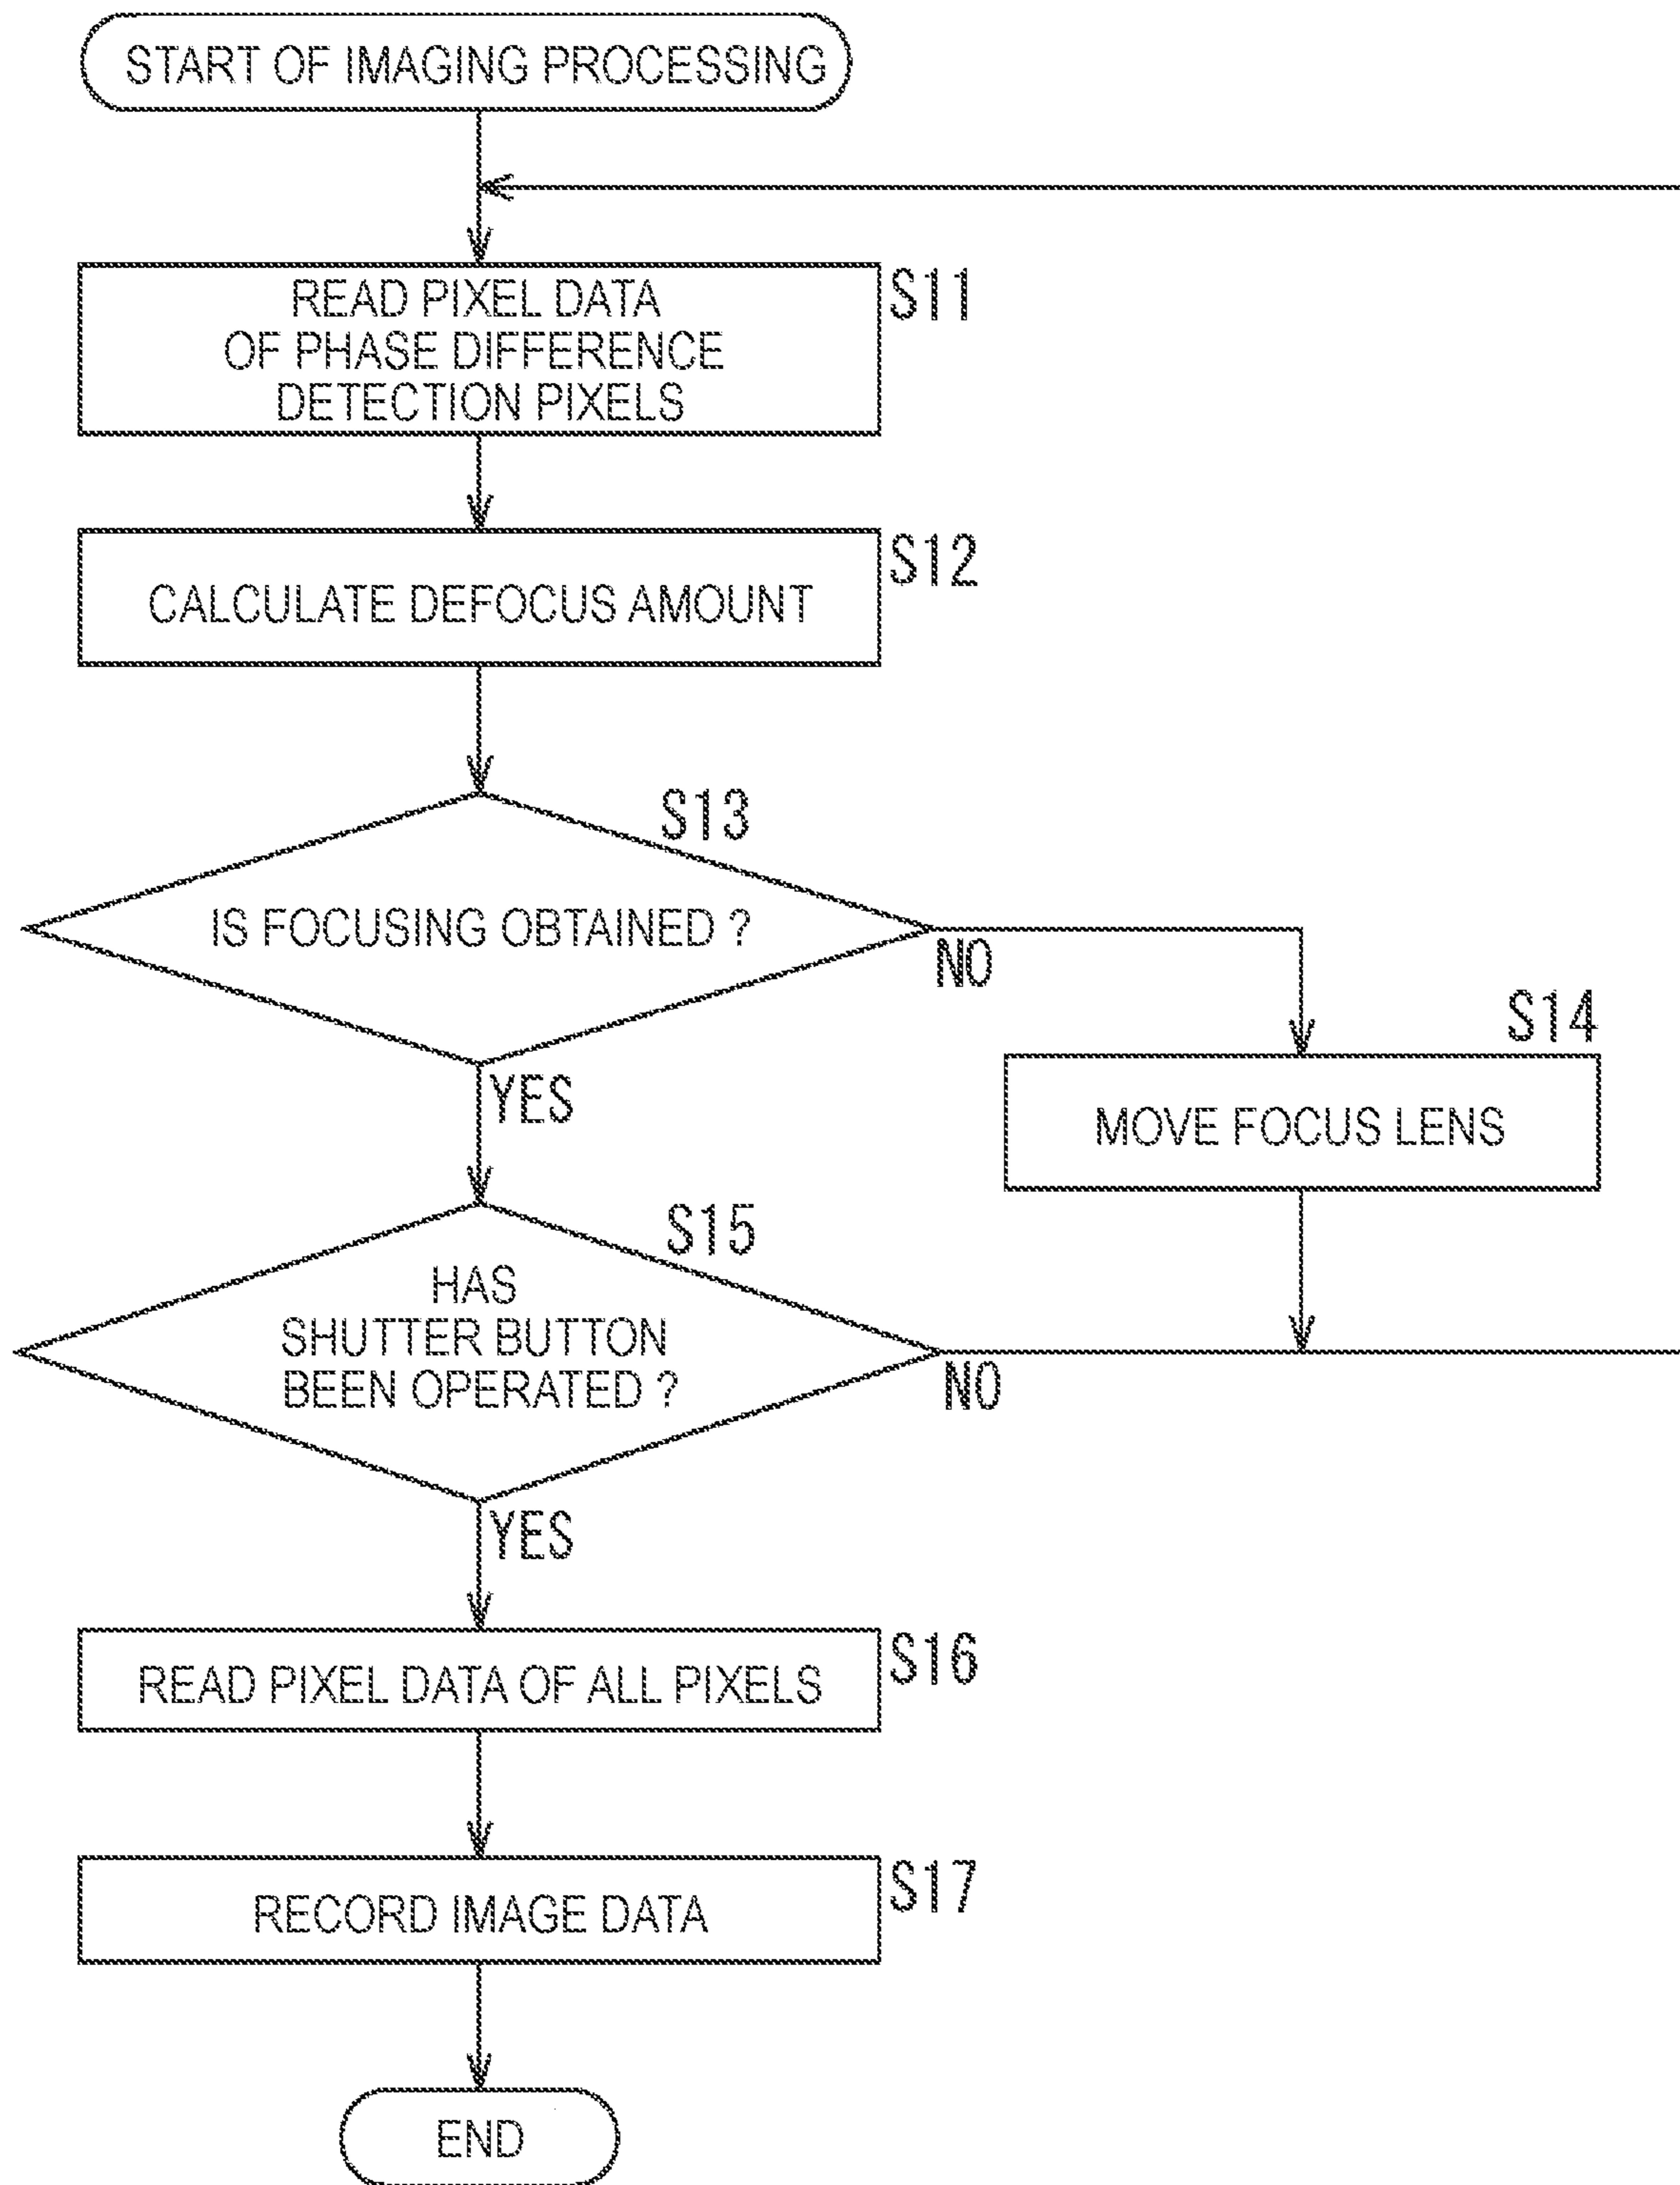 START OF IMAGING PROCESSING
READ PIXEL DATA
OF PHASE DIFFERENCE
DETECTION PIXELS
S11
CALCULATE DEFOCUS AMOUNT
S12
S13
IS FOCUSING OBTAINED ?
NO
YES
S14
MOVE FOCUS LENS
S15
HAS
SHUTTER BUTTON
BEEN OPERATED ?
NO
YES
READ PIXEL DATA OF ALL PIXELS
S16
RECORD IMAGE DATA
S17
END